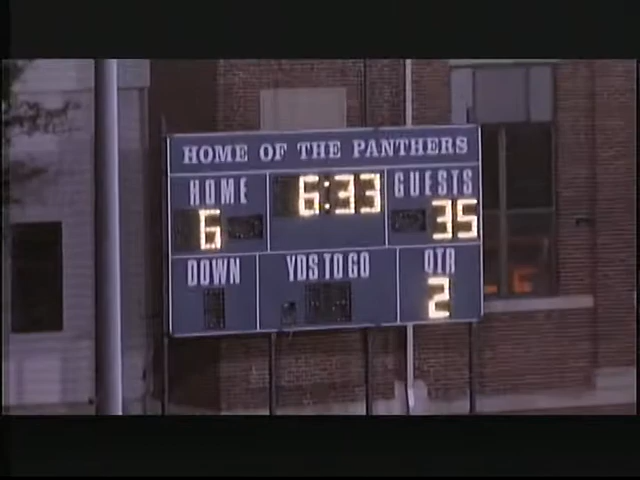 HOME OF THE PANTHERS
HOME 6:33 GUESTS
6 35
DOWN YDS TO GO QTR
2